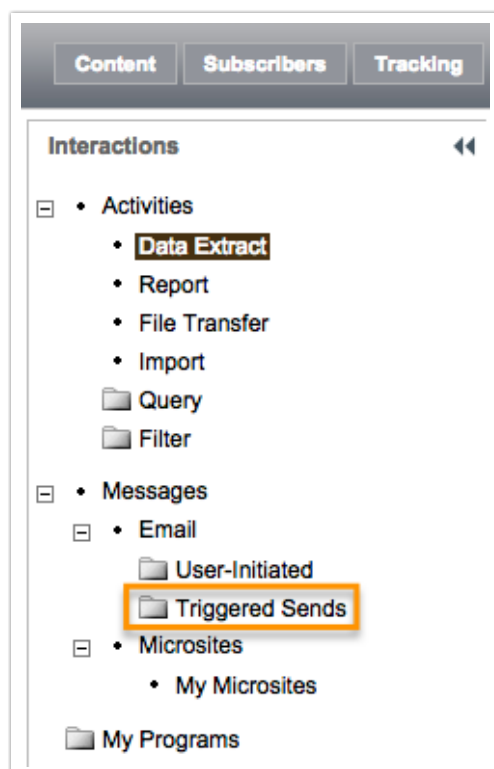 Content Subscribers Tracking
Interactions
Activities
Data Extract
Report
File Transfer
Import
Query
Filter
Messages
Email
User-Initiated
Triggered Sends
Microsites
My Microsites
My Programs